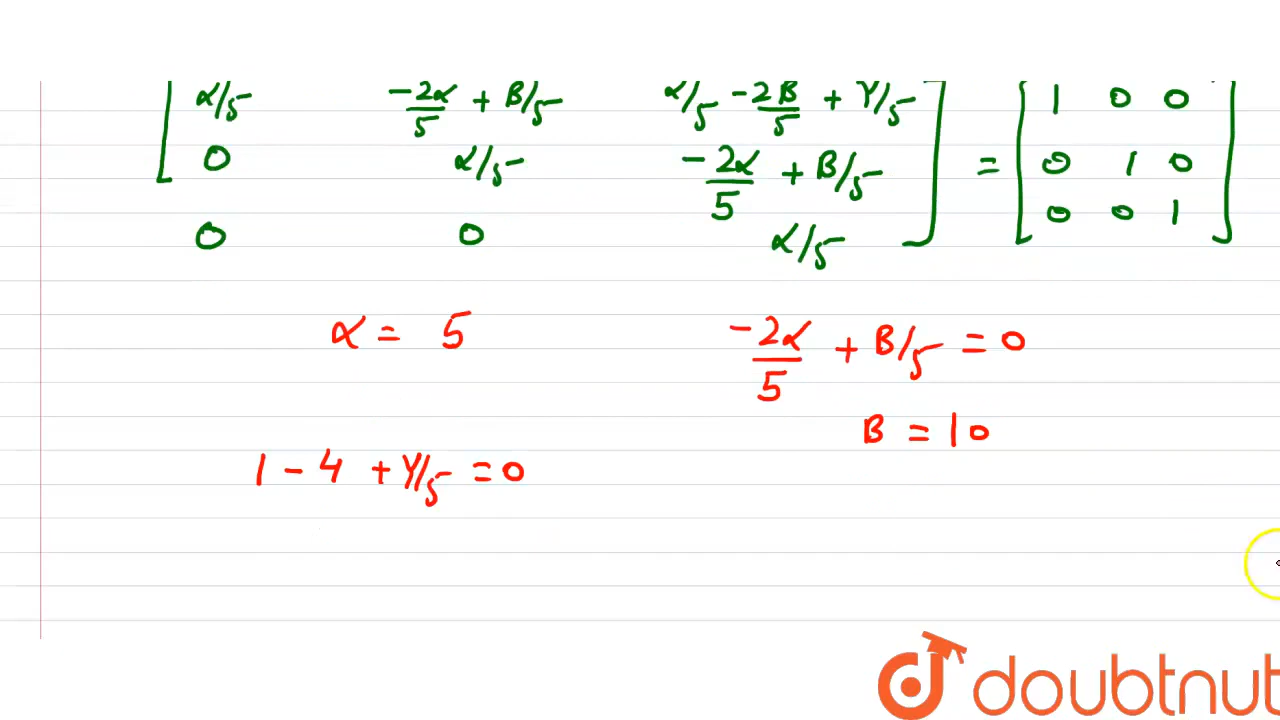 α/5 -2α/5 + B/5 α/5 - 2B/5 + γ/5 1 0 0
0 α/5 -2α/5 + B/5 = 0 1 0
0 0 α/5 0 0 1
α = 5 -2α/5 + B/5 = 0
B = 10
1 - 4 + γ/5 = 0
doubtnut